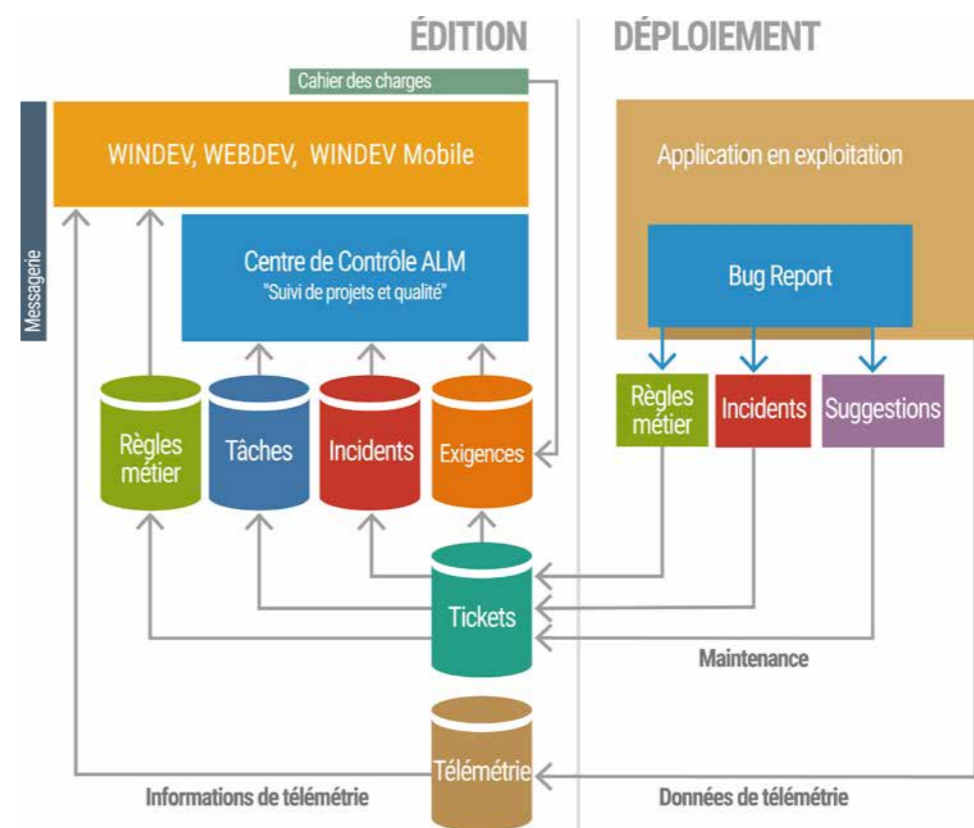 ÉDITION
DÉPLOIEMENT
Cahier des charges
WINDEV, WEBDEV, WINDEV Mobile
Application en exploitation
Messagerie
Centre de Contrôle ALM
"Suivi de projets et qualité"
Bug Report
Règles
métier
Tâches
Incidents
Exigences
Règles
métier
Incidents
Suggestions
Tickets
Maintenance
Télémétrie
Informations de télémétrie
Données de télémétrie